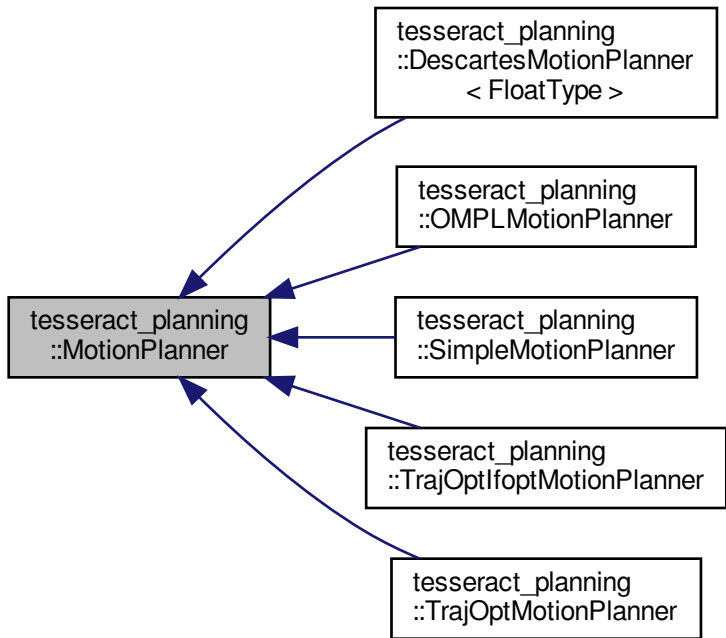 tesseract_planning
::DescartesMotionPlanner
< FloatType >
tesseract_planning
::OMPLMotionPlanner
tesseract_planning
::MotionPlanner
tesseract_planning
::SimpleMotionPlanner
tesseract_planning
::TrajOptIfoptMotionPlanner
tesseract_planning
::TrajOptMotionPlanner